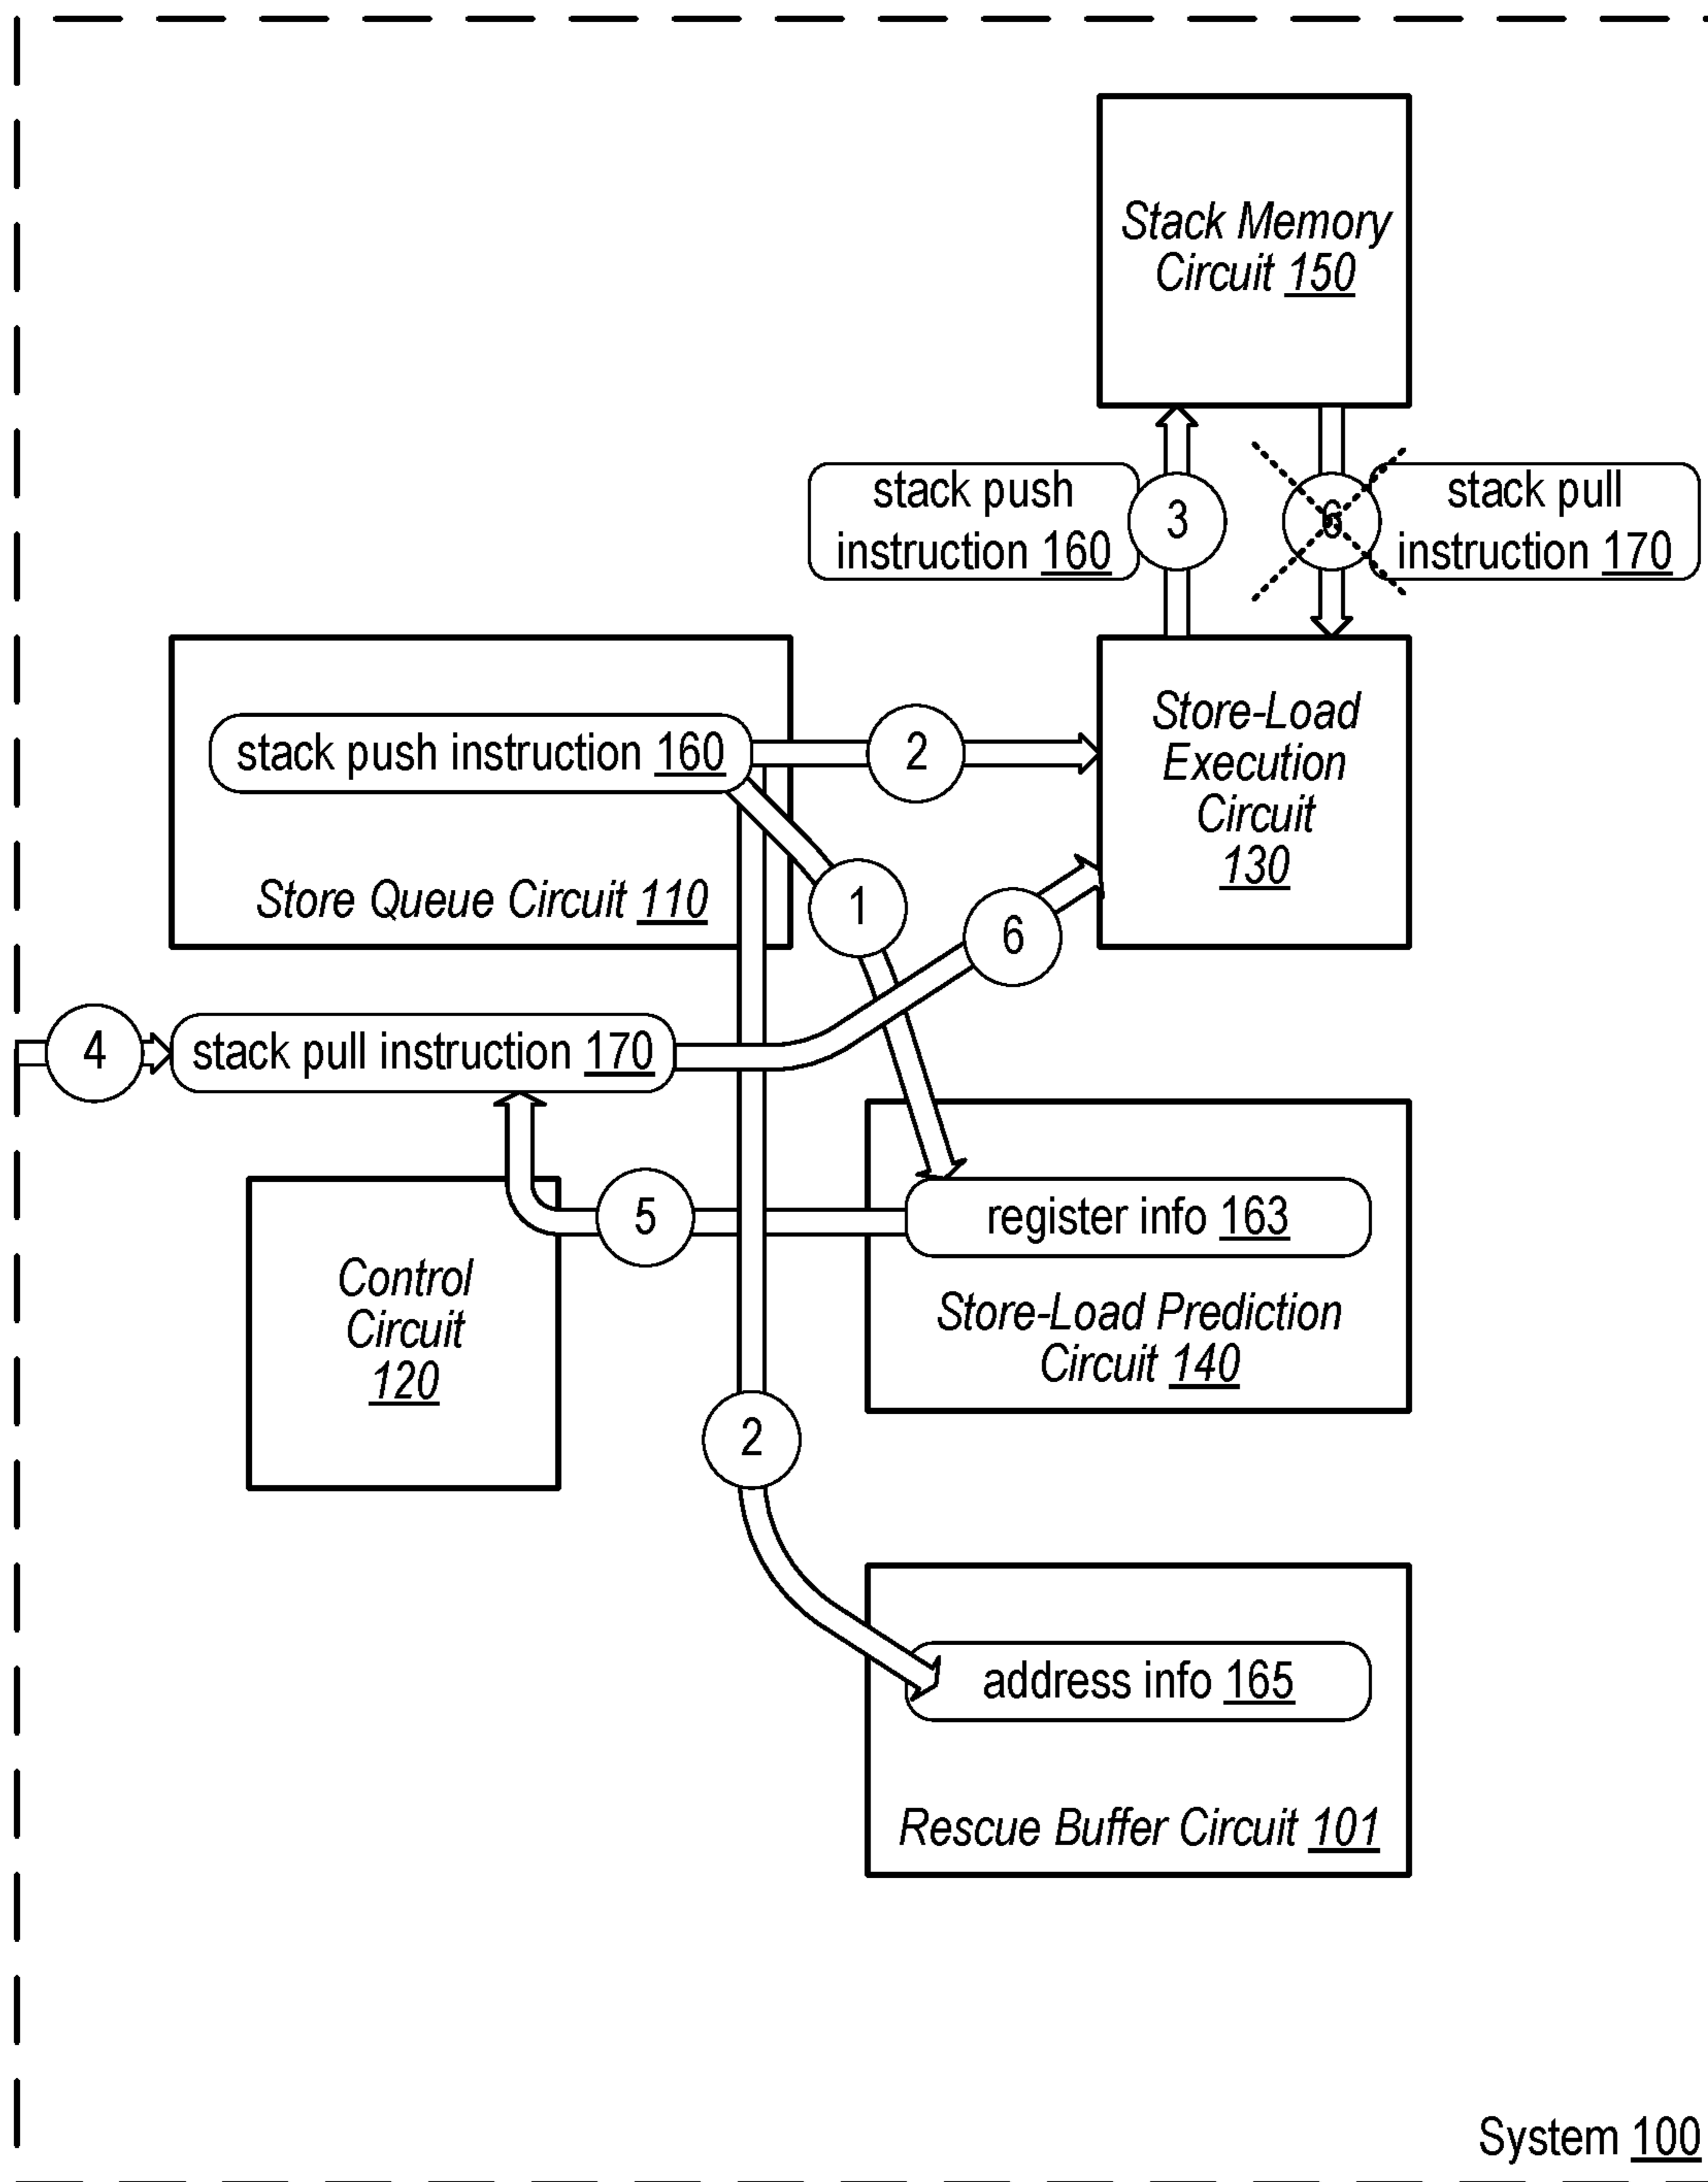 Stack Memory
Circuit 150
stack push
instruction 160
3
6
stack pull
instruction 170
stack push instruction 160
2
Store-Load
Execution
Circuit
130
Store Queue Circuit 110
1
6
4
stack pull instruction 170
5
register info 163
Control
Circuit
120
Store-Load Prediction
Circuit 140
2
address info 165
Rescue Buffer Circuit 101
System 100